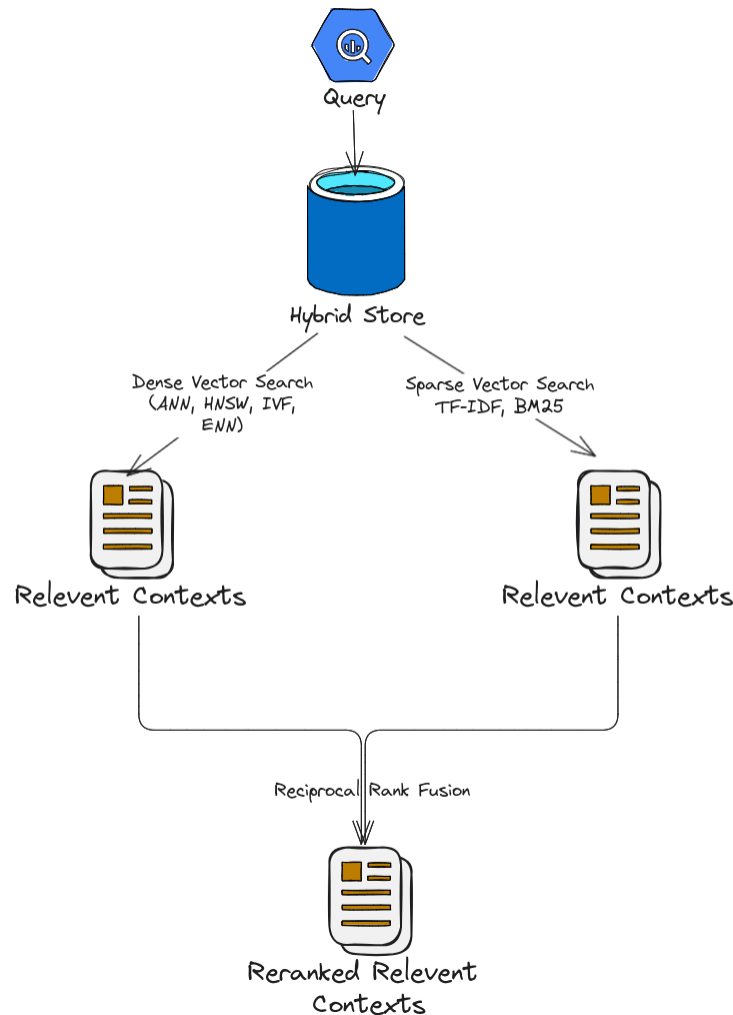 Query
Hybrid Store
Dense Vector Search
(ANN, HNSW, IVF,
ENN)
Sparse Vector Search
TF-IDF, BM25
Relevent Contexts
Relevent Contexts
Reciprocal Rank Fusion
Reranked Relevent
Contexts